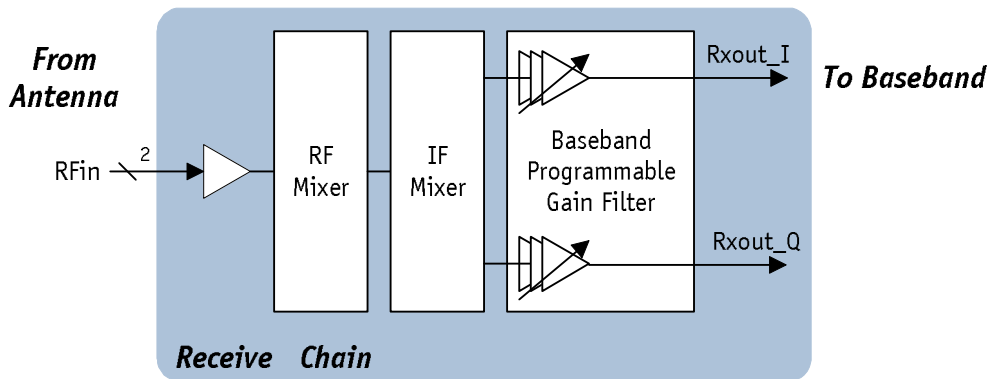 From
Antenna
RFin
2
RF
Mixer
IF
Mixer
Baseband
Programmable
Gain Filter
Rxout_I
Rxout_Q
To Baseband
Receive Chain